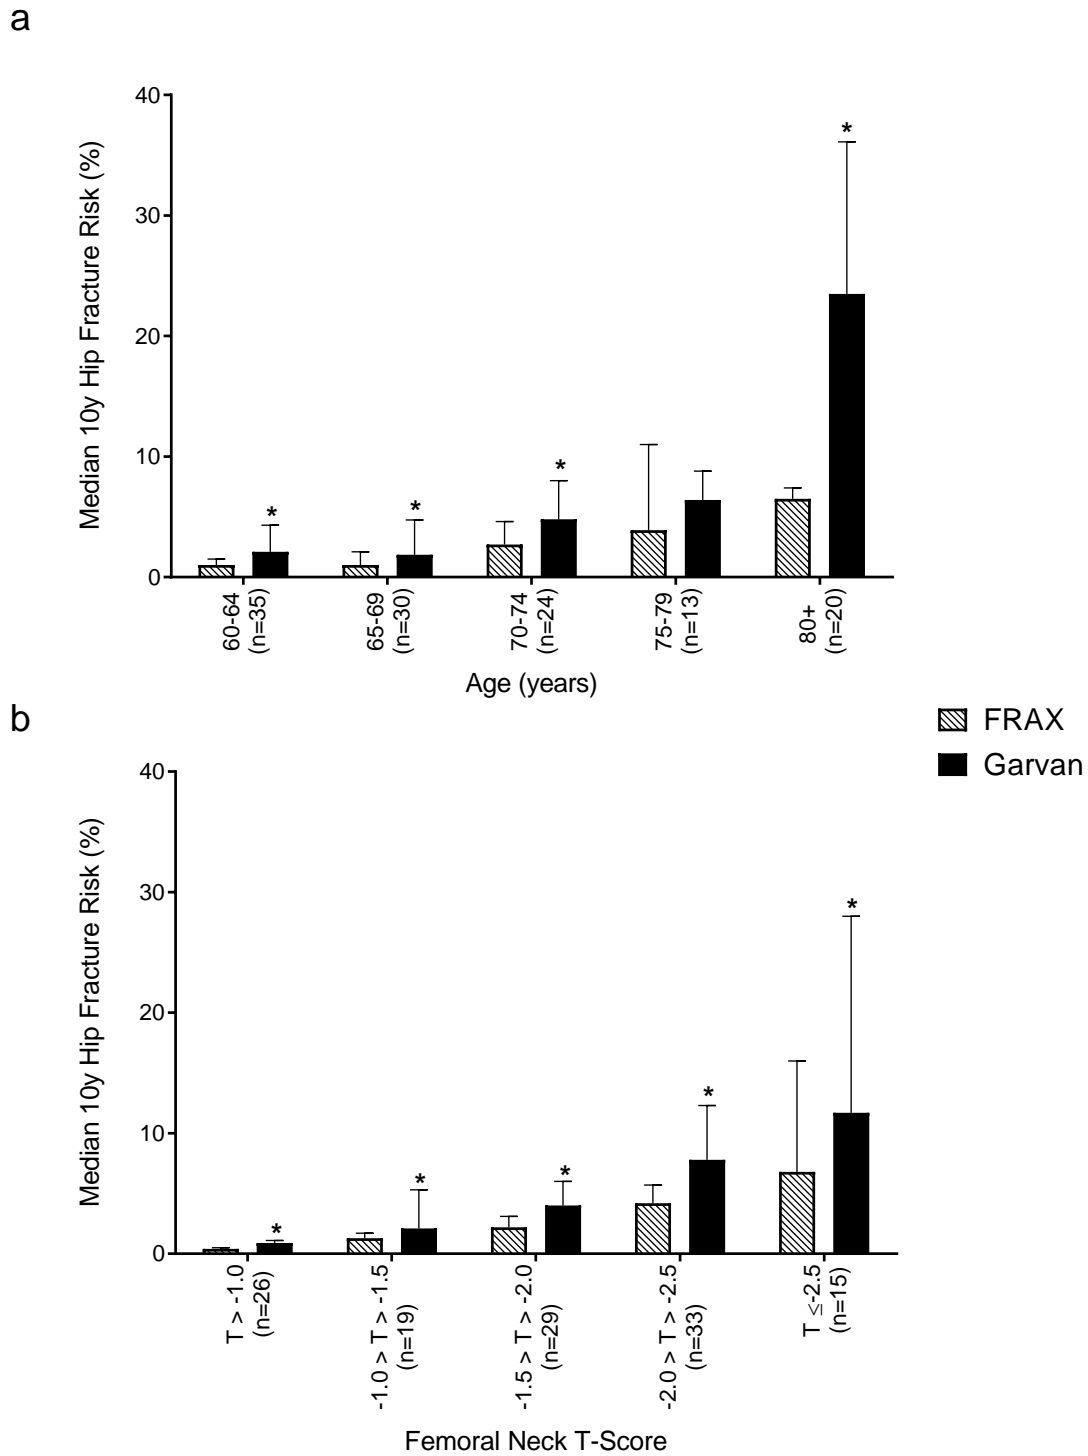 a
Median 10y Hip Fracture Risk (%)
40
30
20
10
0
*
*
*
*
60-64
(n=35)
65-69
(n=30)
70-74
(n=24)
75-79
(n=13)
80+
(n=20)
Age (years)
b
FRAX
Garvan
Median 10y Hip Fracture Risk (%)
40
30
20
10
0
*
*
*
*
*
T > -1.0
(n=26)
-1.0 > T > -1.5
(n=19)
-1.5 > T > -2.0
(n=29)
-2.0 > T > -2.5
(n=33)
T ≤-2.5
(n=15)
Femoral Neck T-Score